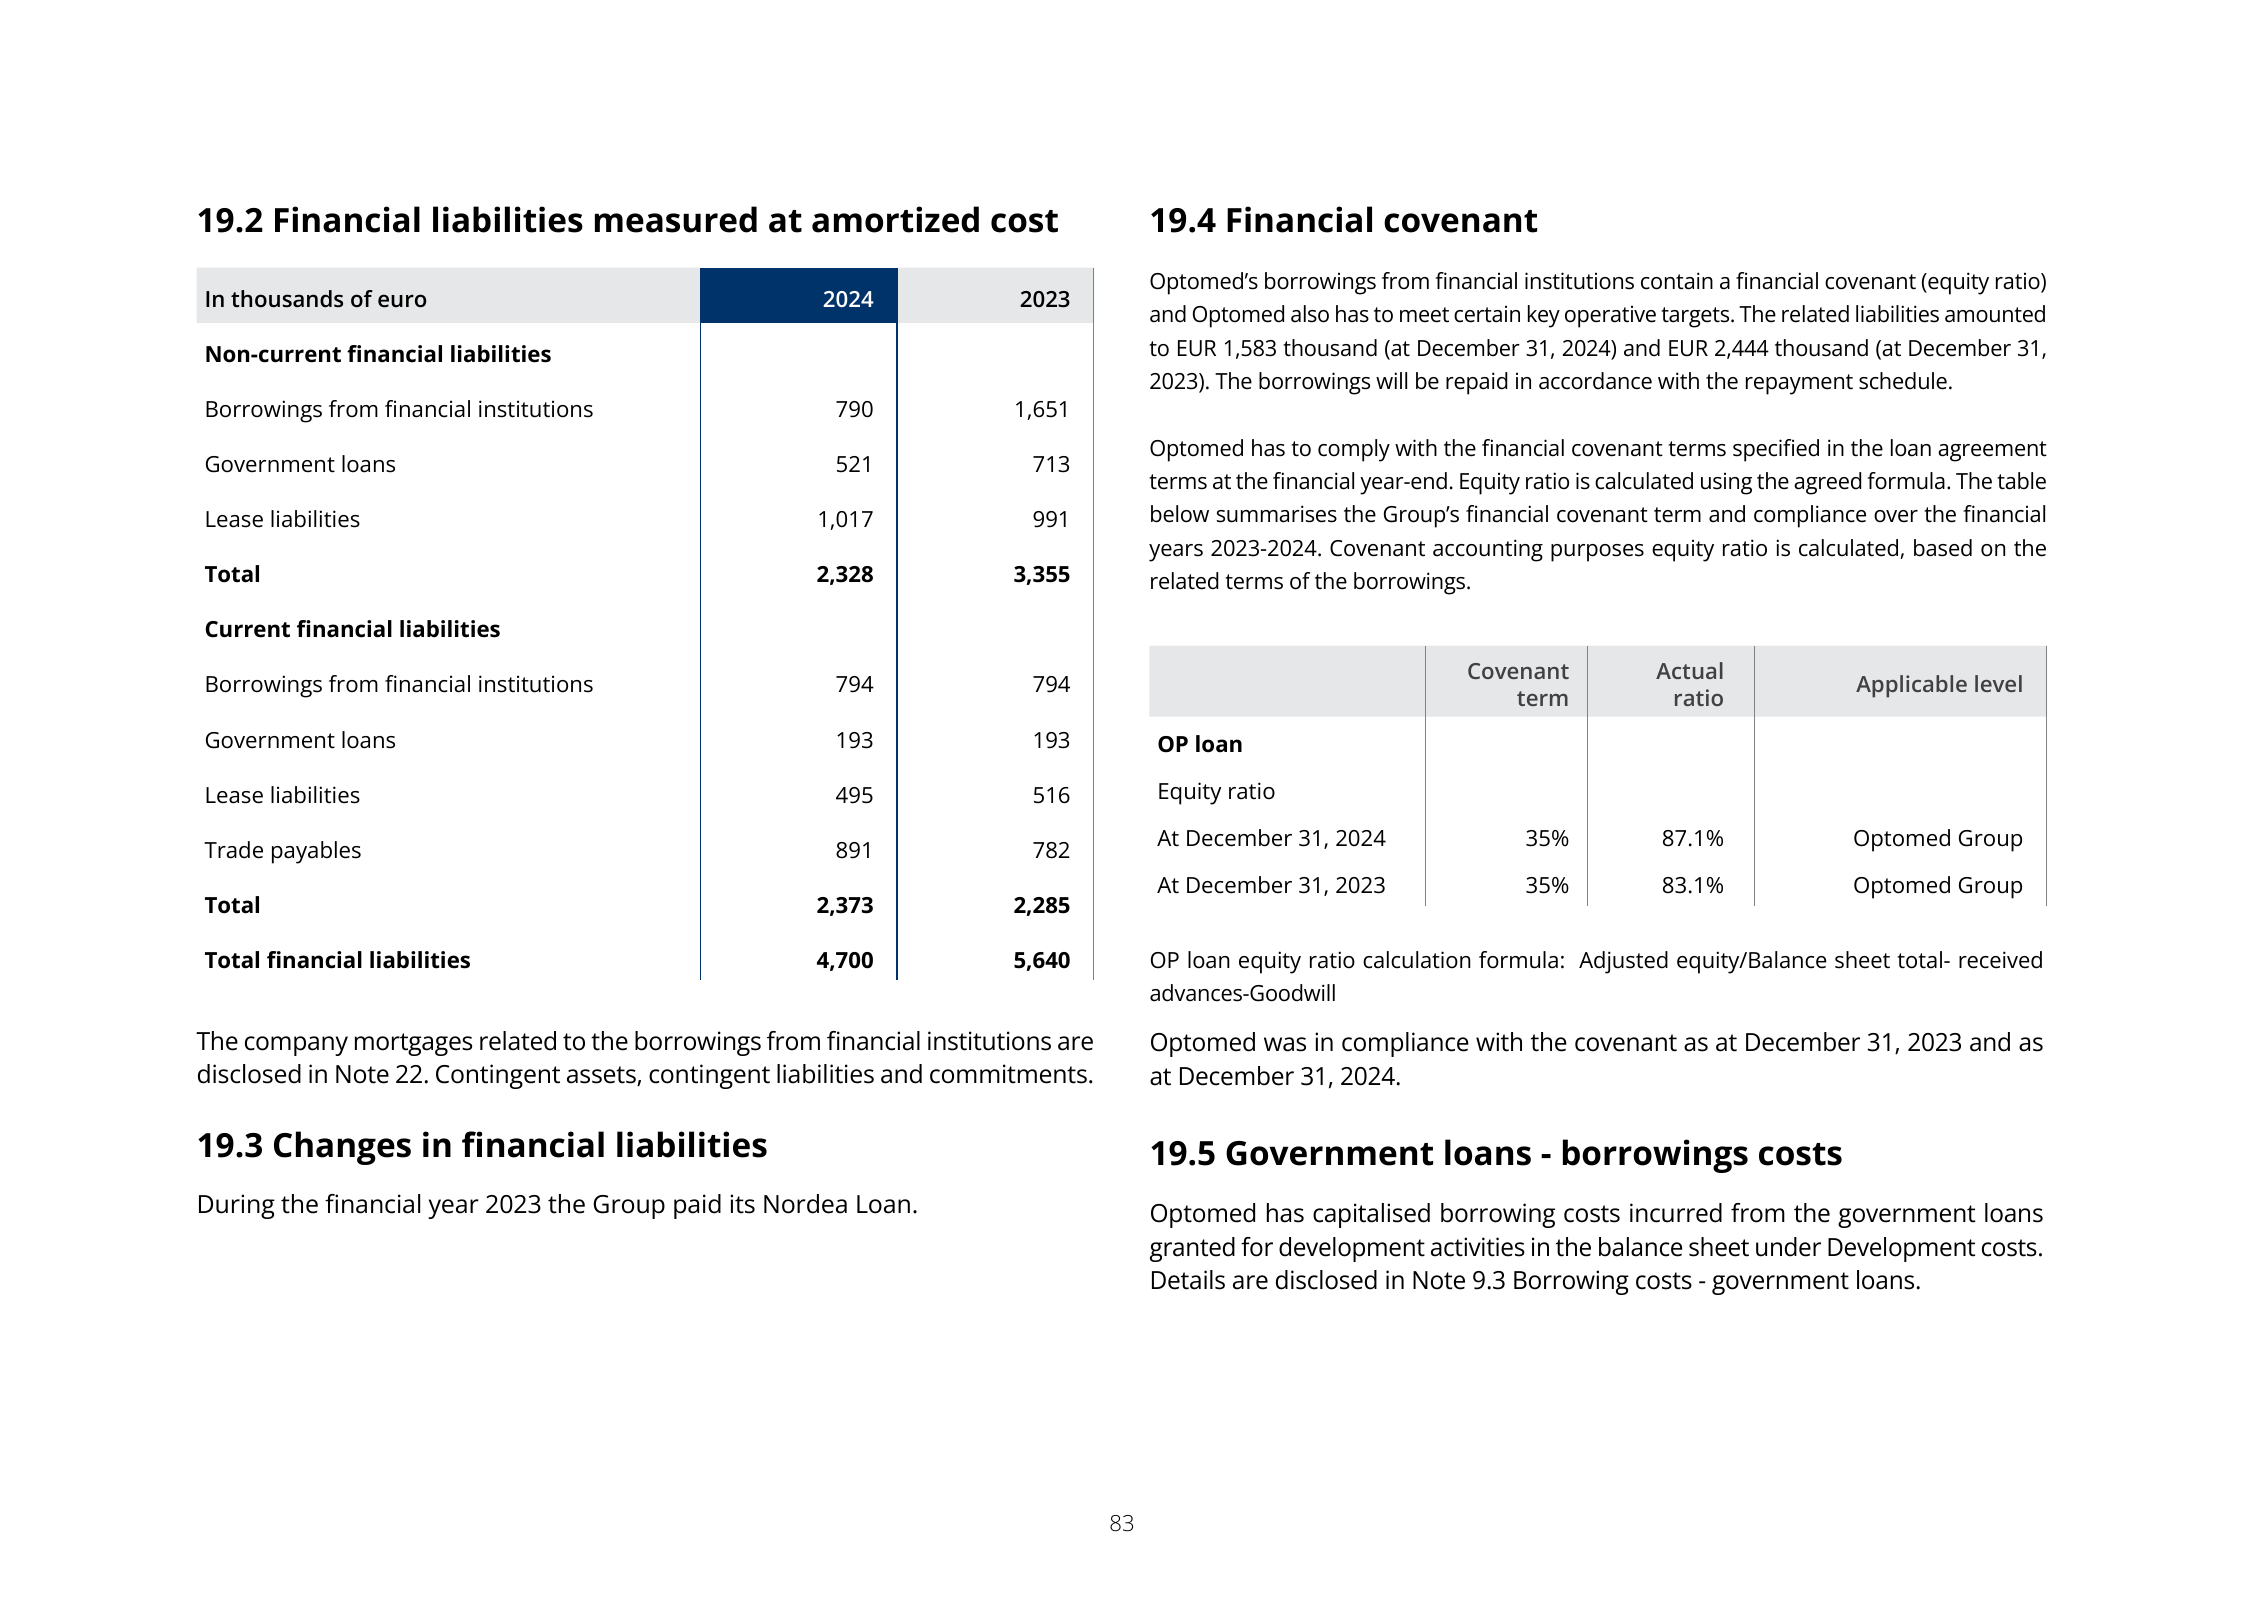 19.2 Financial liabilities measured at amortized cost
In thousands of euro 2024 2023
Non-current financial liabilities
Borrowings from financial institutions 790 1,651
Government loans 521 713
Lease liabilities 1,017 991
Total 2,328 3,355
Current financial liabilities
Borrowings from financial institutions 794 794
Government loans 193 193
Lease liabilities 495 516
Trade payables 891 782
Total 2,373 2,285
Total financial liabilities 4,700 5,640
The company mortgages related to the borrowings from financial institutions are
disclosed in Note 22. Contingent assets, contingent liabilities and commitments.
19.3 Changes in financial liabilities
During the financial year 2023 the Group paid its Nordea Loan.
19.4 Financial covenant
Optomed’s borrowings from financial institutions contain a financial covenant (equity ratio)
and Optomed also has to meet certain key operative targets. The related liabilities amounted
to EUR 1,583 thousand (at December 31, 2024) and EUR 2,444 thousand (at December 31,
2023). The borrowings will be repaid in accordance with the repayment schedule.
Optomed has to comply with the financial covenant terms specified in the loan agreement
terms at the financial year-end. Equity ratio is calculated using the agreed formula. The table
below summarises the Group’s financial covenant term and compliance over the financial
years 2023-2024. Covenant accounting purposes equity ratio is calculated, based on the
related terms of the borrowings.
Covenant term Actual ratio Applicable level
OP loan
Equity ratio
At December 31, 2024 35% 87.1% Optomed Group
At December 31, 2023 35% 83.1% Optomed Group
OP loan equity ratio calculation formula: Adjusted equity/Balance sheet total- received
advances-Goodwill
Optomed was in compliance with the covenant as at December 31, 2023 and as
at December 31, 2024.
19.5 Government loans - borrowings costs
Optomed has capitalised borrowing costs incurred from the government loans
granted for development activities in the balance sheet under Development costs.
Details are disclosed in Note 9.3 Borrowing costs - government loans.
83